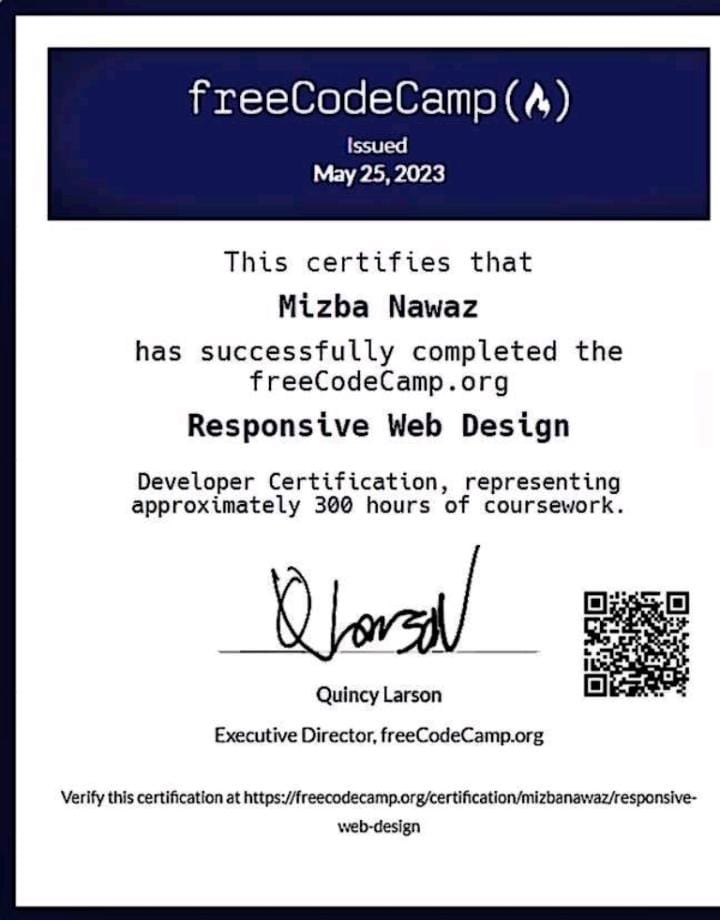 freeCodeCamp(🔥)
Issued
May 25, 2023
This certifies that
Mizba Nawaz
has successfully completed the
freeCodeCamp.org
Responsive Web Design
Developer Certification, representing
approximately 300 hours of coursework.
QLarson
Quincy Larson
Executive Director, freeCodeCamp.org
Verify this certification at https://freecodecamp.org/certification/mizbanawaz/responsive-
web-design